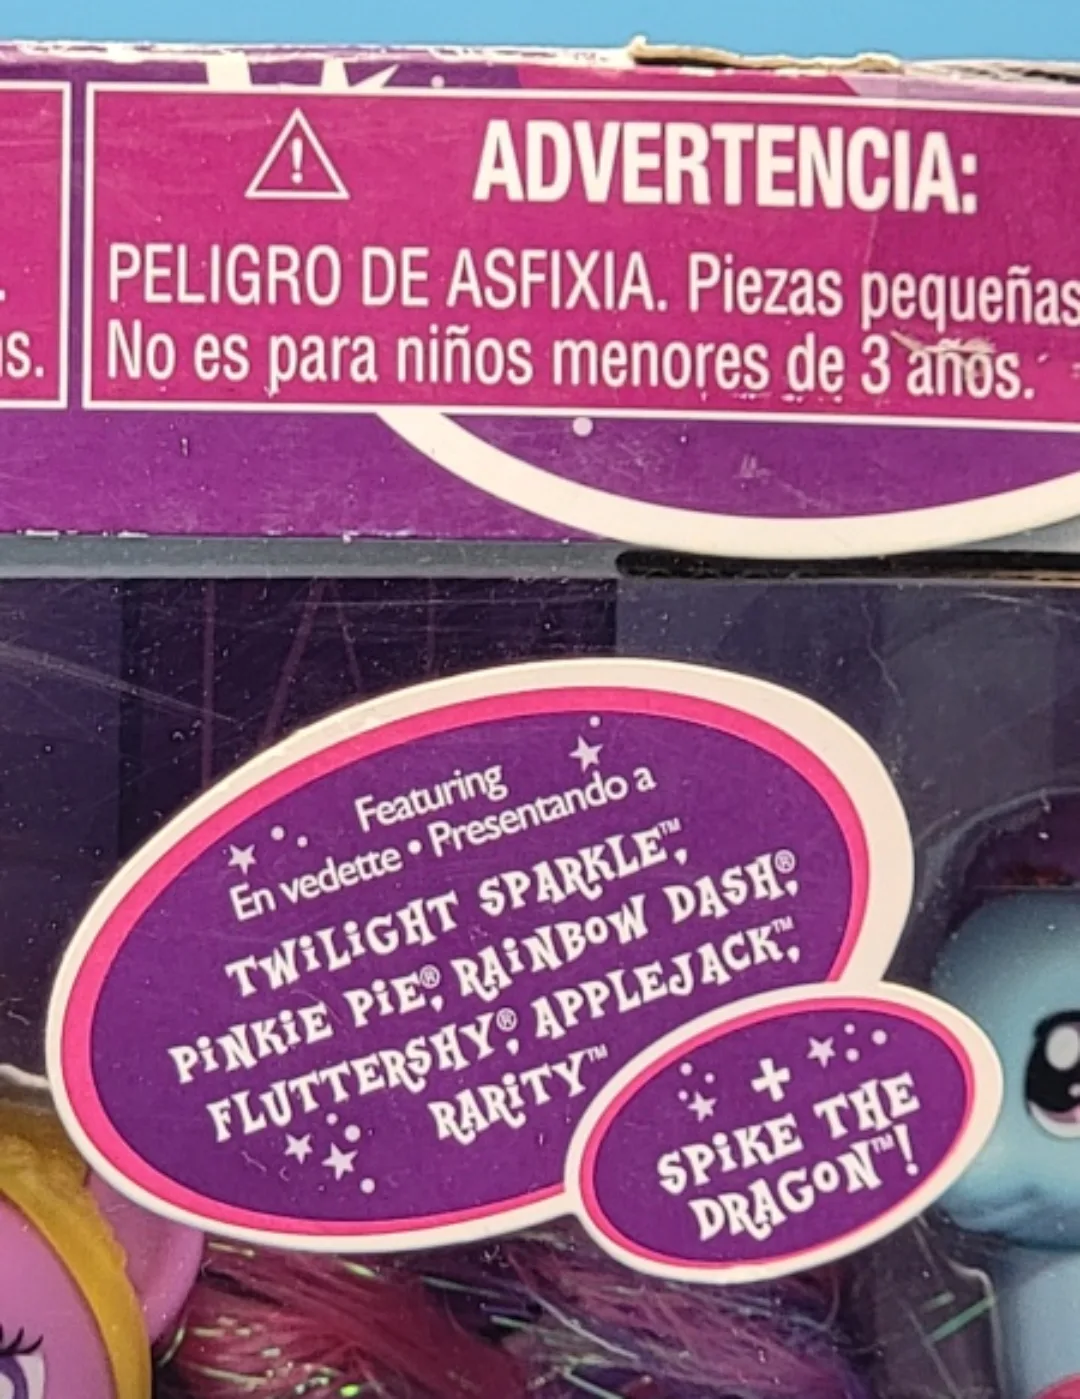 ADVERTENCIA:
PELIGRO DE ASFIXIA. Piezas pequeñas
No es para niños menores de 3 años.
Featuring
En vedette • Presentando a
TWiLiGHT SPARKLE™,
PiNKiE PiE®, RAiNBOW DASH®,
FLUTTERSHY®, APPLEJACK™,
RARiTY™
+
SPiKE THE
DRAGON™!